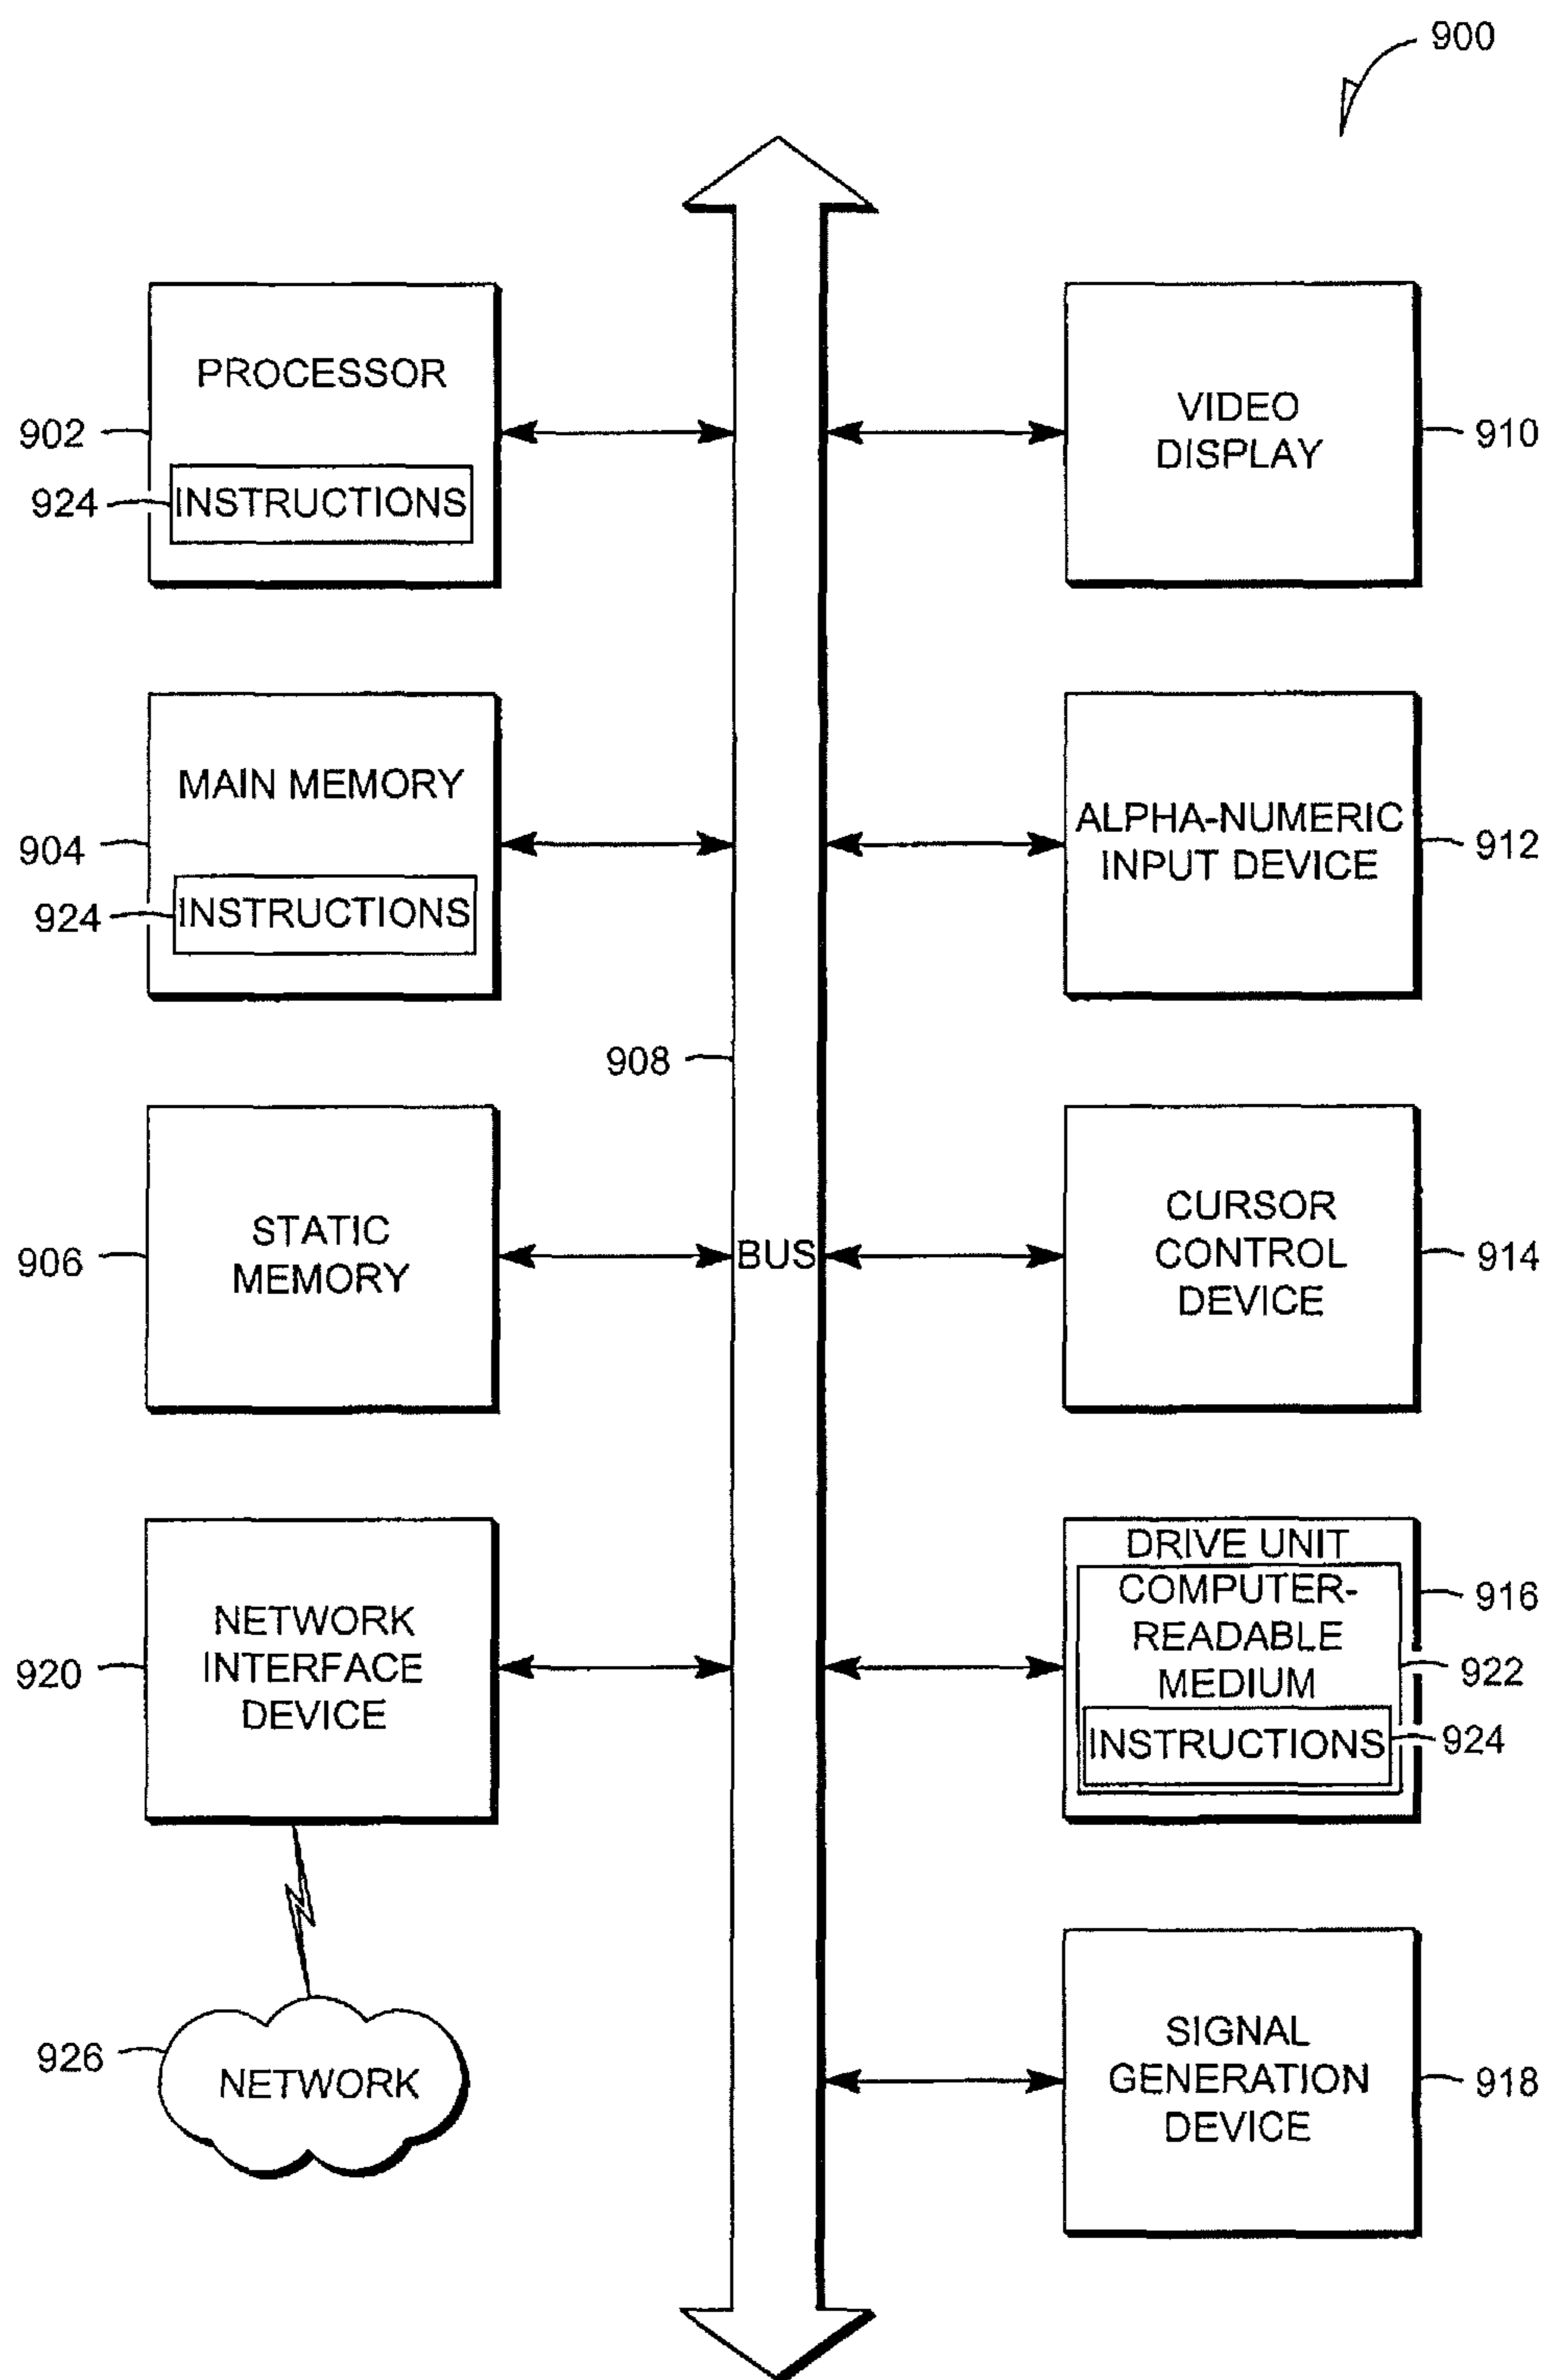 900
PROCESSOR
902
924
INSTRUCTIONS
VIDEO
DISPLAY
910
MAIN MEMORY
904
924
INSTRUCTIONS
ALPHA-NUMERIC
INPUT DEVICE
912
908
STATIC
MEMORY
906
BUS
CURSOR
CONTROL
DEVICE
914
NETWORK
INTERFACE
DEVICE
920
DRIVE UNIT
COMPUTER-
READABLE
MEDIUM
916
922
INSTRUCTIONS
924
926
NETWORK
SIGNAL
GENERATION
DEVICE
918